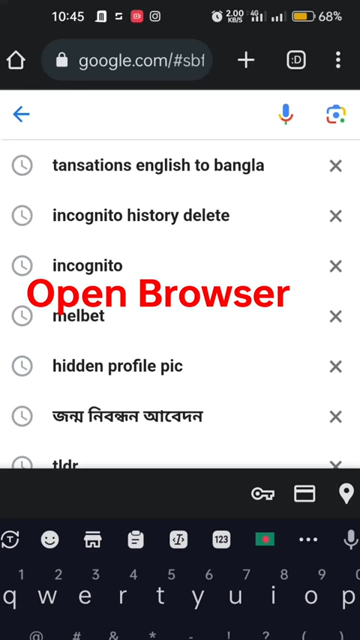 10:45
2.00 KB/S 4G 68%
google.com/#sbf :D
tansations english to bangla
incognito history delete
incognito
Open Browser
melbet
hidden profile pic
জন্ম নিবন্ধন আবেদন
tldr
T 123
1 2 3 4 5 6 7 8 9 0
q w e r t y u i o p
@ # & * - ! ? ( )